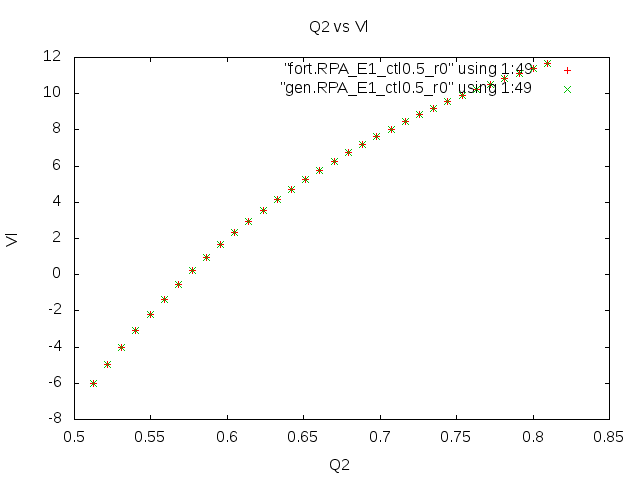 Q2 vs Vl
"fort.RPA_E1_ctl0.5_r0" using 1:49
"gen.RPA_E1_ctl0.5_r0" using 1:49
12
10
8
6
4
2
0
-2
-4
-6
-8
Vl
0.5 0.55 0.6 0.65 0.7 0.75 0.8 0.85
Q2